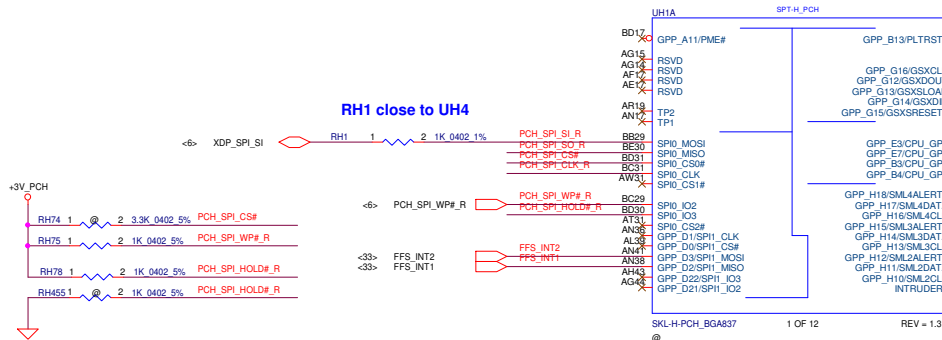 UH1A
SPT-H_PCH
BD17
GPP_A11/PME#
GPP_B13/PLTRST
AG15
RSVD
AG14
RSVD
GPP_G16/GSXCL
AF17
RSVD
GPP_G12/GSXDOU
AE17
RSVD
GPP_G13/GSXSLOA
GPP_G14/GSXDI
AR19
TP2
GPP_G15/GSXRESET
AN17
TP1
RH1 close to UH4
<6> XDP_SPI_SI RH1 1 2 1K_0402_1% PCH_SPI_SI_R BB29 SPI0_MOSI GPP_E3/CPU_GP
PCH_SPI_SO_R BE30 SPI0_MISO GPP_E7/CPU_GP
PCH_SPI_CS# BD31 SPI0_CS0# GPP_B3/CPU_GP
PCH_SPI_CLK_R BC31 SPI0_CLK GPP_B4/CPU_GP
AW31 SPI0_CS1#
+3V_PCH
GPP_H18/SML4ALERT
<6> PCH_SPI_WP#_R PCH_SPI_WP#_R BC29 SPI0_IO2 GPP_H17/SML4DAT
PCH_SPI_HOLD#_R BD30 SPI0_IO3 GPP_H16/SML4CL
RH74 1 @ 2 3.3K_0402_5% PCH_SPI_CS#
AT31 SPI0_CS2# GPP_H15/SML3ALERT
AN36 GPP_D1/SPI1_CLK GPP_H14/SML3DAT
RH75 1 2 1K_0402_5% PCH_SPI_WP#_R
AL39 GPP_D0/SPI1_CS# GPP_H13/SML3CL
<33> FFS_INT2 FFS_INT2 AN41 GPP_D3/SPI1_MOSI GPP_H12/SML2ALERT
<33> FFS_INT1 FFS_INT1 AN38 GPP_D2/SPI1_MISO GPP_H11/SML2DAT
RH78 1 2 1K_0402_5% PCH_SPI_HOLD#_R
AH43 GPP_D22/SPI1_IO3 GPP_H10/SML2CL
AG44 GPP_D21/SPI1_IO2 INTRUDER
RH455 1 @ 2 1K_0402_5% PCH_SPI_HOLD#_R
SKL-H-PCH_BGA837 1 OF 12 REV = 1.3
@